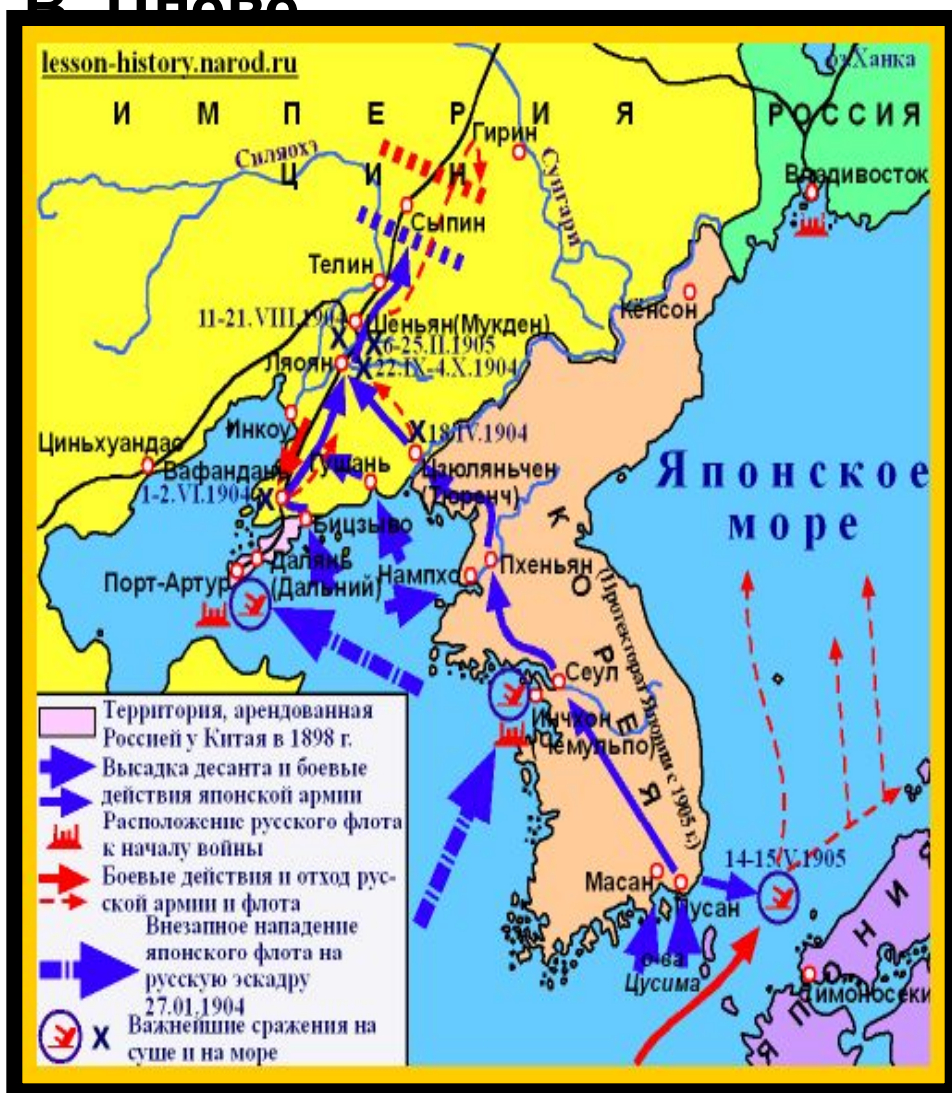 lesson-history.narod.ru
оз.Ханка
И М П Е Р И Я
РОССИЯ
Гирин
Силяохэ
Ц И Н
Сунгари
Владивосток
Сыпин
Телин
Кёнсон
11-21.VIII.1904
Шеньян(Мукден)
6-25.II.1905
Ляоян
22.IX-4.X.1904
Инкоу
18.IV.1904
Циньхуандао
Вафандянь
Гушань
Цзюляньчен
(Тюренч)
1-2.VI.1904
Японское
море
Бицзыво
Далянь
(Дальний)
Порт-Артур
Нампхо
Пхеньян
К О Р Е Я
(Протекторат Японии с 1905 г.)
Сеул
Инчхон
Чемульпо)
14-15.V.1905
Масан
Пусан
о-ва
Цусима
Симоносеки
Я П О Н И
Территория, арендованная
Россией у Китая в 1898 г.
Высадка десанта и боевые
действия японской армии
Расположение русского флота
к началу войны
Боевые действия и отход рус-
ской армии и флота
Внезапное нападение
японского флота на
русскую эскадру
27.01.1904
Важнейшие сражения на
суше и на море